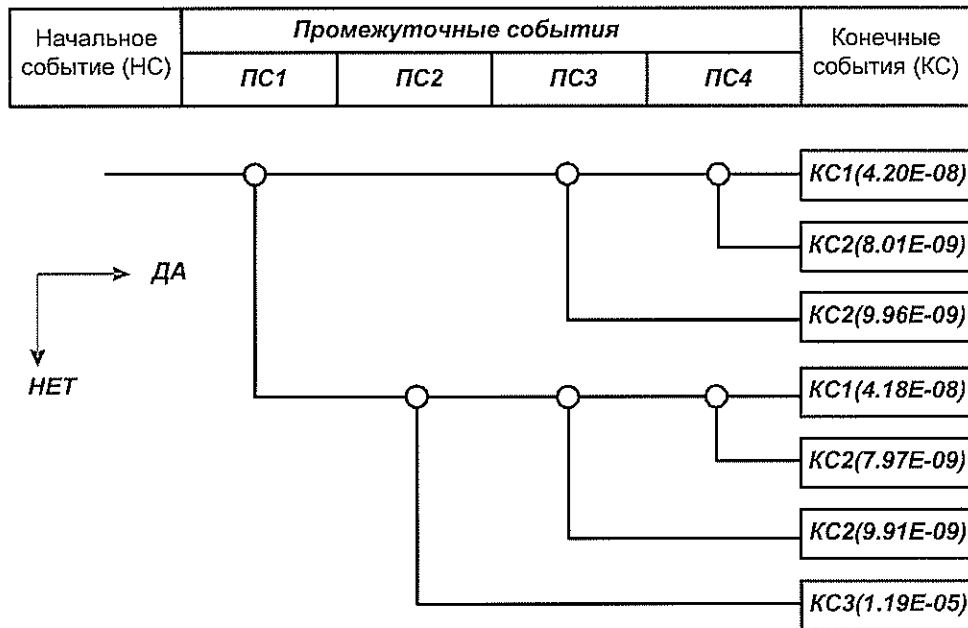 Начальное
событие (НС)
Промежуточные события
ПС1 ПС2 ПС3 ПС4
Конечные
события (КС)
КС1(4.20E-08)
КС2(8.01E-09)
ДА
КС2(9.96E-09)
НЕТ
КС1(4.18E-08)
КС2(7.97E-09)
КС2(9.91E-09)
КС3(1.19E-05)